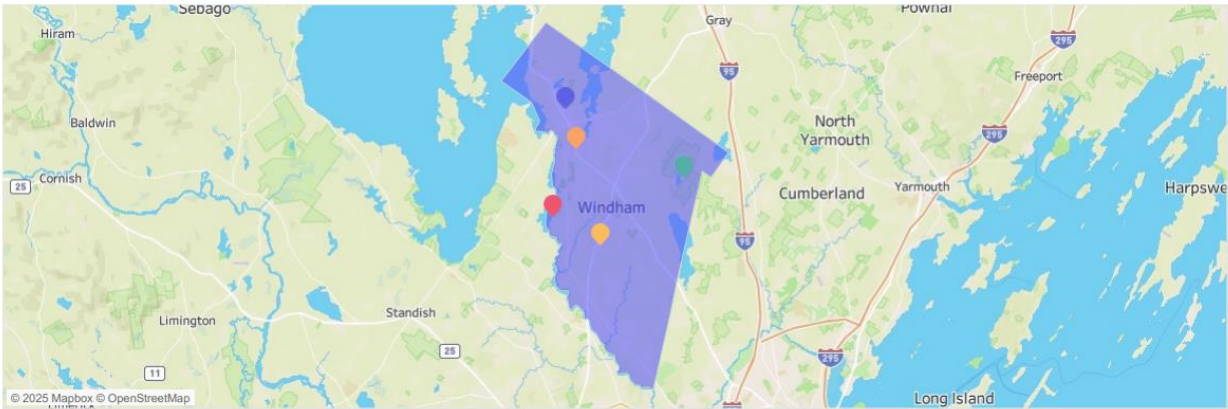 Sebago
Pownal
Gray
Hiram
295
95
Freeport
Baldwin
North
Yarmouth
295
Cornish
25
Cumberland
Yarmouth
Harpswe
Windham
95
Limington
Standish
25
295
11
© 2025 Mapbox © OpenStreetMap
Long Island